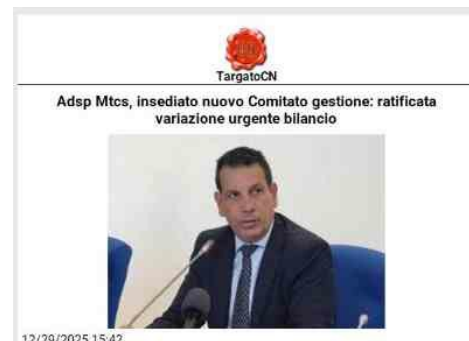 TargatoCN
Adsp Mtcs, insediato nuovo Comitato gestione: ratificata
variazione urgente bilancio
12/29/2025 15:42